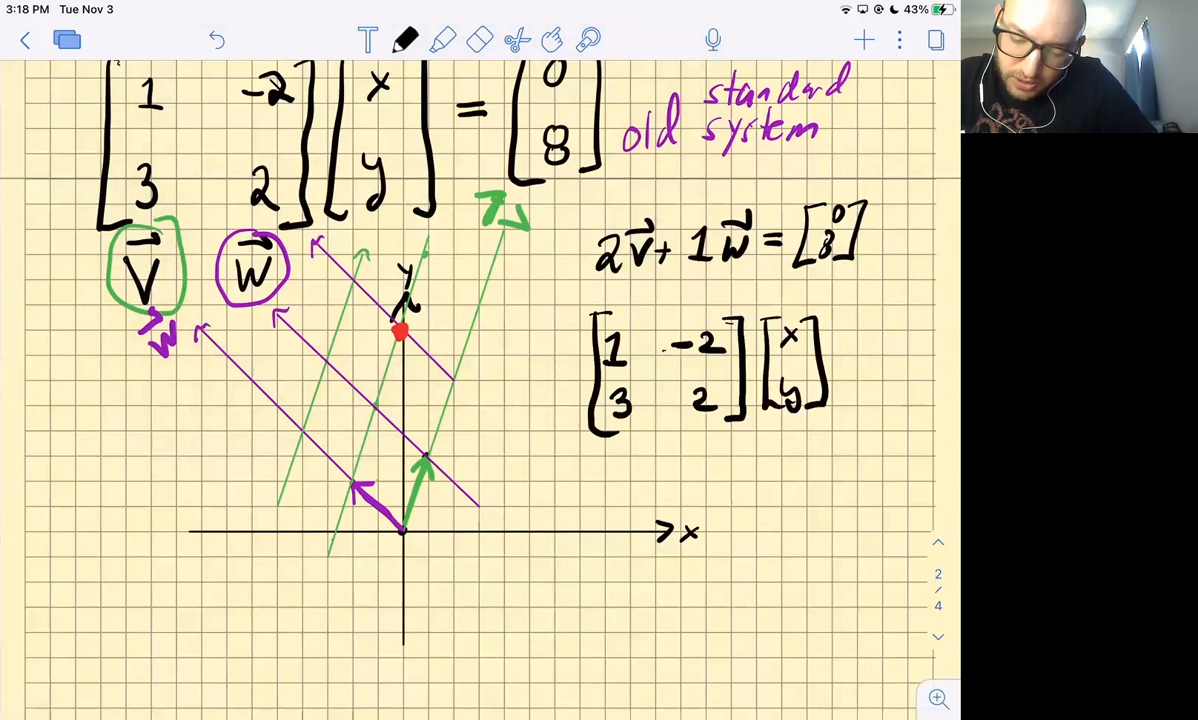 3:18 PM Tue Nov 3
43%
T
1 -2 x = 0
3 2 y 8
old standard system
V W
W
V
y
2V + 1W = [0 8]
1 -2 x
3 2 y
x
2
/
4